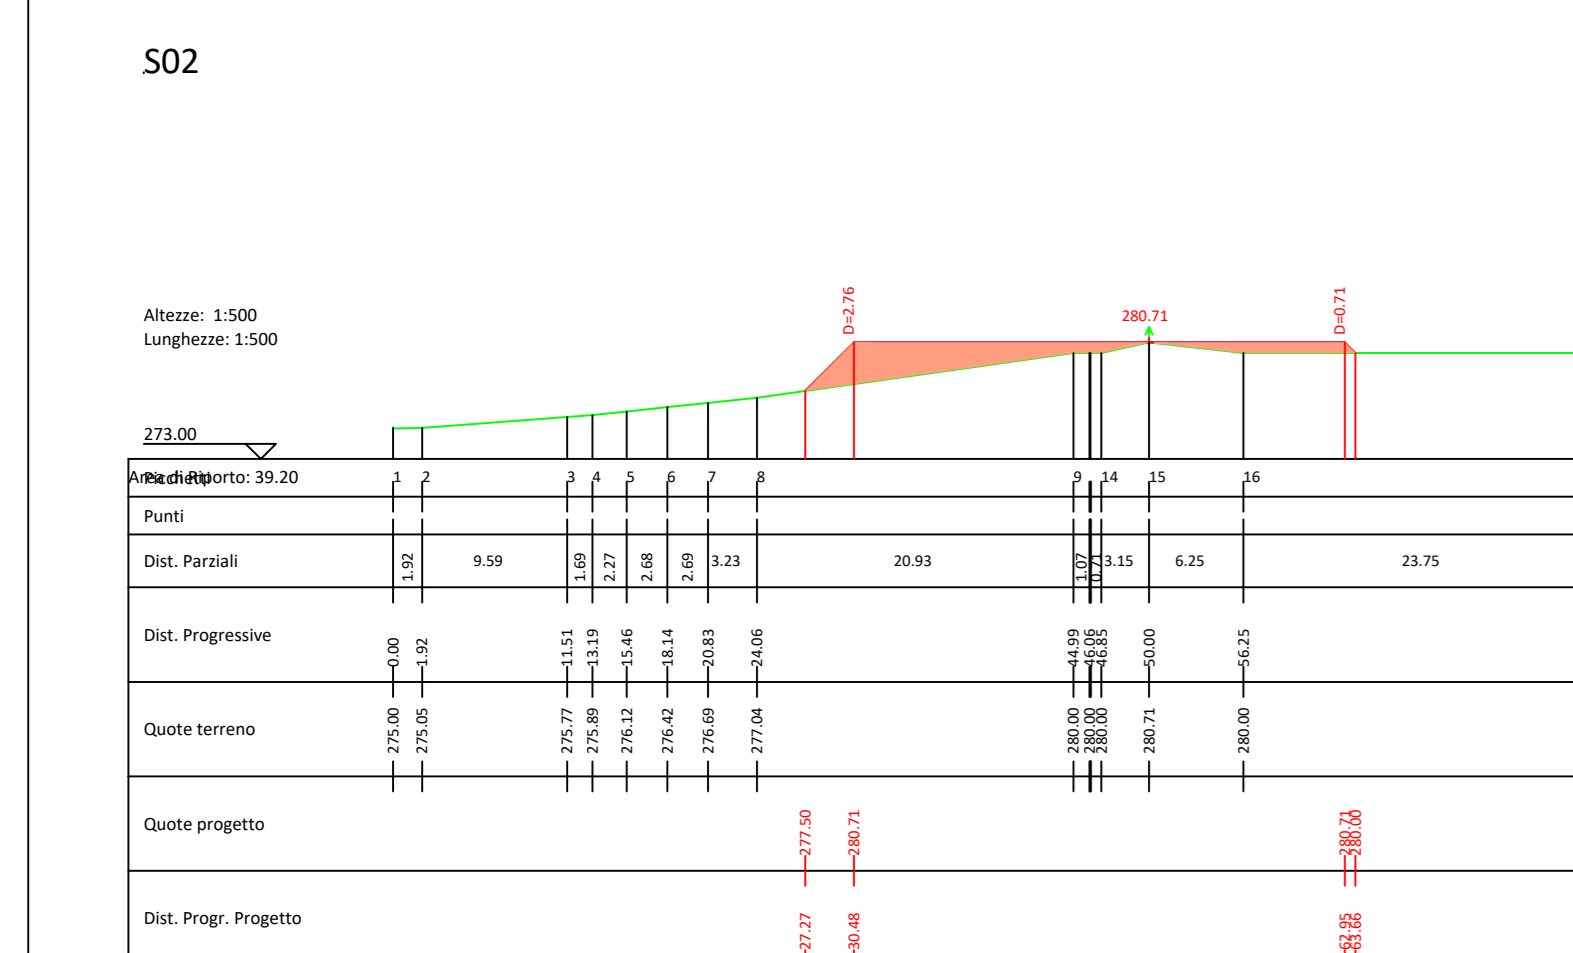 S02
D=2.76
D=0.71
280.71
Altezze: 1:500
Lunghezze: 1:500
273.00
Area di Riporto: 39.20
Picchetti 1 2 3 4 5 6 7 8 9 14 15 16
Punti
Dist. Parziali 1.92 9.59 1.69 2.27 2.68 2.69 3.23 20.93 1.07 3.15 6.25 23.75
Dist. Progressive 0.00 1.92 11.51 13.19 15.46 18.14 20.83 24.06 44.99 46.06 46.85 50.00 56.25
Quote terreno 275.00 275.05 275.77 275.89 276.12 276.42 276.69 277.04 280.00 280.00 280.00 280.71 280.00
Quote progetto 277.50 280.71 280.71 280.00
Dist. Progr. Progetto 27.27 30.48 62.95 63.66